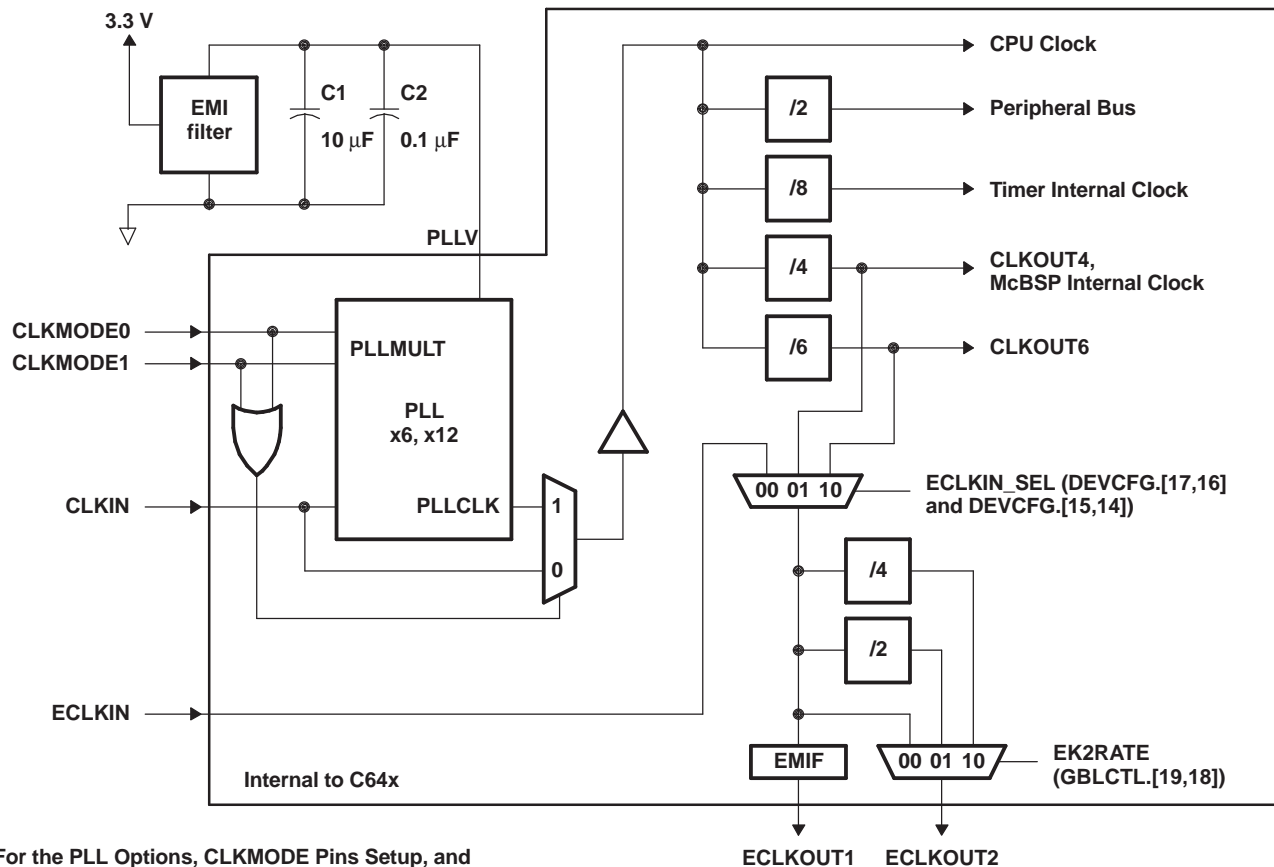 3.3 V
EMI
filter
C1
10 μF
C2
0.1 μF
PLLV
CPU Clock
/2
Peripheral Bus
/8
Timer Internal Clock
/4
CLKOUT4,
McBSP Internal Clock
/6
CLKOUT6
CLKMODE0
CLKMODE1
PLLMULT
PLL
x6, x12
CLKIN
PLLCLK
1
0
00 01 10
ECLKIN_SEL (DEVCFG.[17,16]
and DEVCFG.[15,14])
/4
/2
ECLKIN
EMIF
00 01 10
EK2RATE
(GBLCTL.[19,18])
Internal to C64x
ECLKOUT1
ECLKOUT2
For the PLL Options, CLKMODE Pins Setup, and